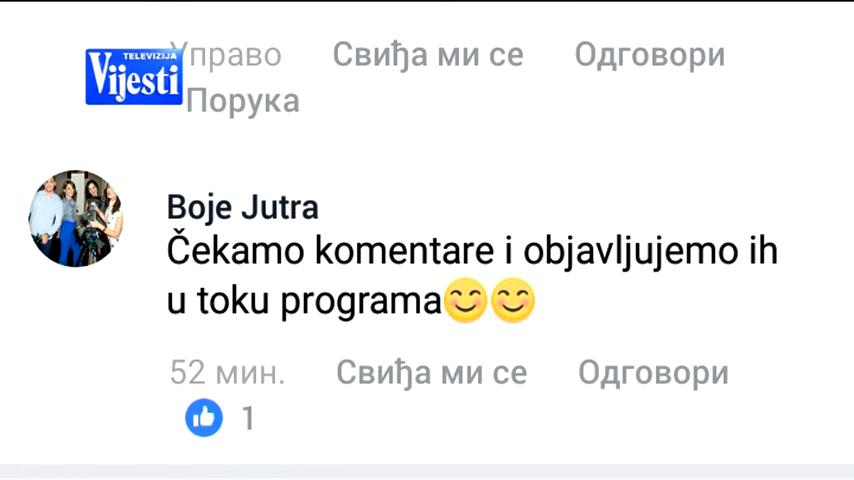 TELEVIZIJA
Vijesti
Управо Свиђа ми се Одговори
Порука
Boje Jutra
Čekamo komentare i objavljujemo ih
u toku programa😊😊
52 мин. Свиђа ми се Одговори
1